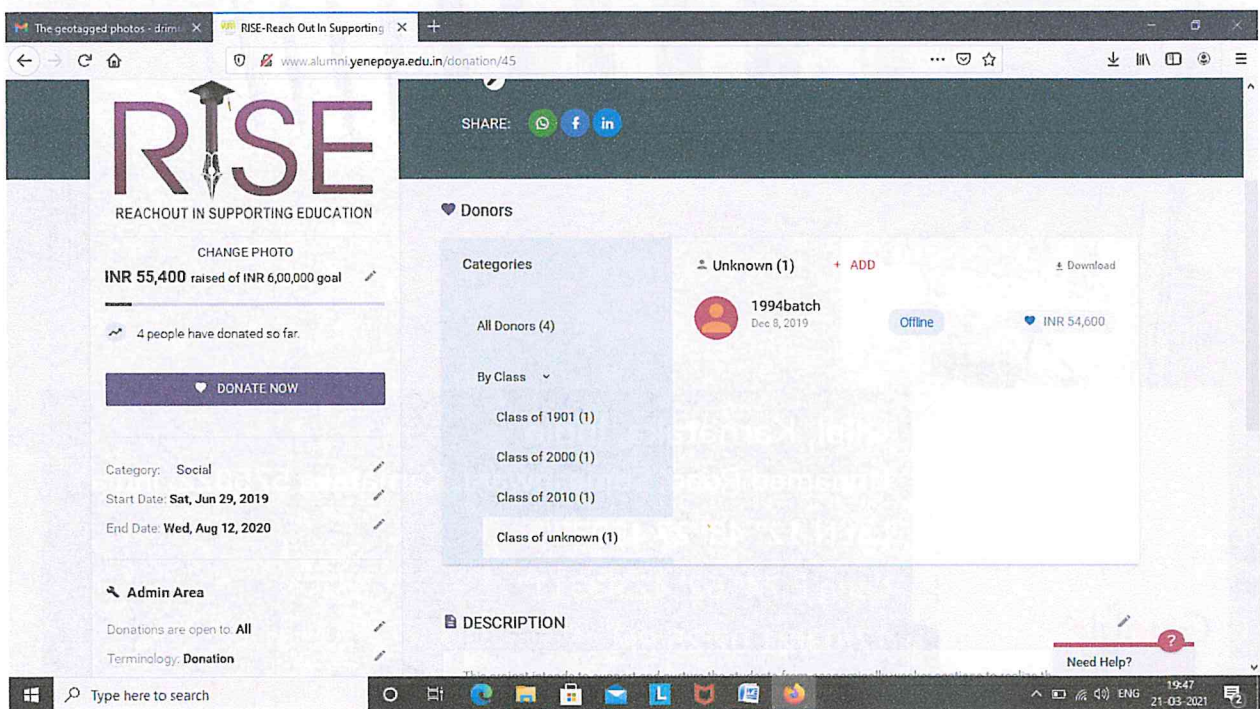 The geotagged photos - drim
RISE-Reach Out In Supporting
www.alumni.yenepoya.edu.in/donation/45
RISE
REACHOUT IN SUPPORTING EDUCATION
CHANGE PHOTO
INR 55,400 raised of INR 6,00,000 goal
4 people have donated so far.
DONATE NOW
Category: Social
Start Date: Sat, Jun 29, 2019
End Date: Wed, Aug 12, 2020
Admin Area
Donations are open to: All
Terminology: Donation
SHARE:
Donors
Categories
All Donors (4)
By Class
Class of 1901 (1)
Class of 2000 (1)
Class of 2010 (1)
Class of unknown (1)
Unknown (1) + ADD Download
1994batch
Dec 8, 2019
Offline
INR 54,600
DESCRIPTION
Need Help?
Type here to search
ENG
19:47
21-03-2021